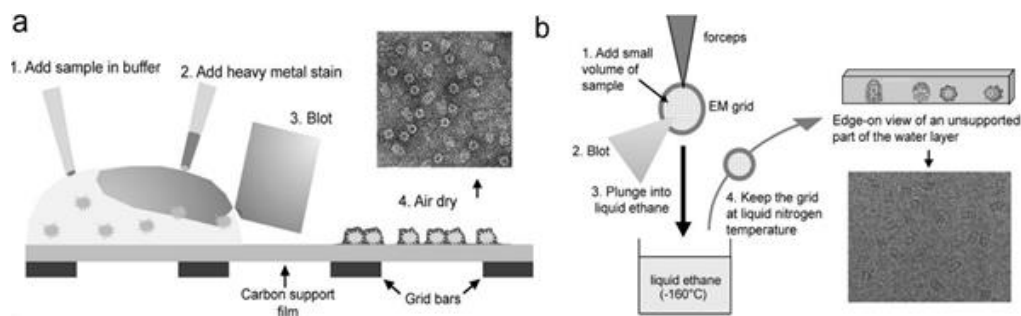 a
1. Add sample in buffer
2. Add heavy metal stain
3. Blot
4. Air dry
Carbon support
film
Grid bars
b
forceps
1. Add small
volume of
sample
EM grid
2. Blot
3. Plunge into
liquid ethane
4. Keep the grid
at liquid nitrogen
temperature
liquid ethane
(-160°C)
Edge-on view of an unsupported
part of the water layer